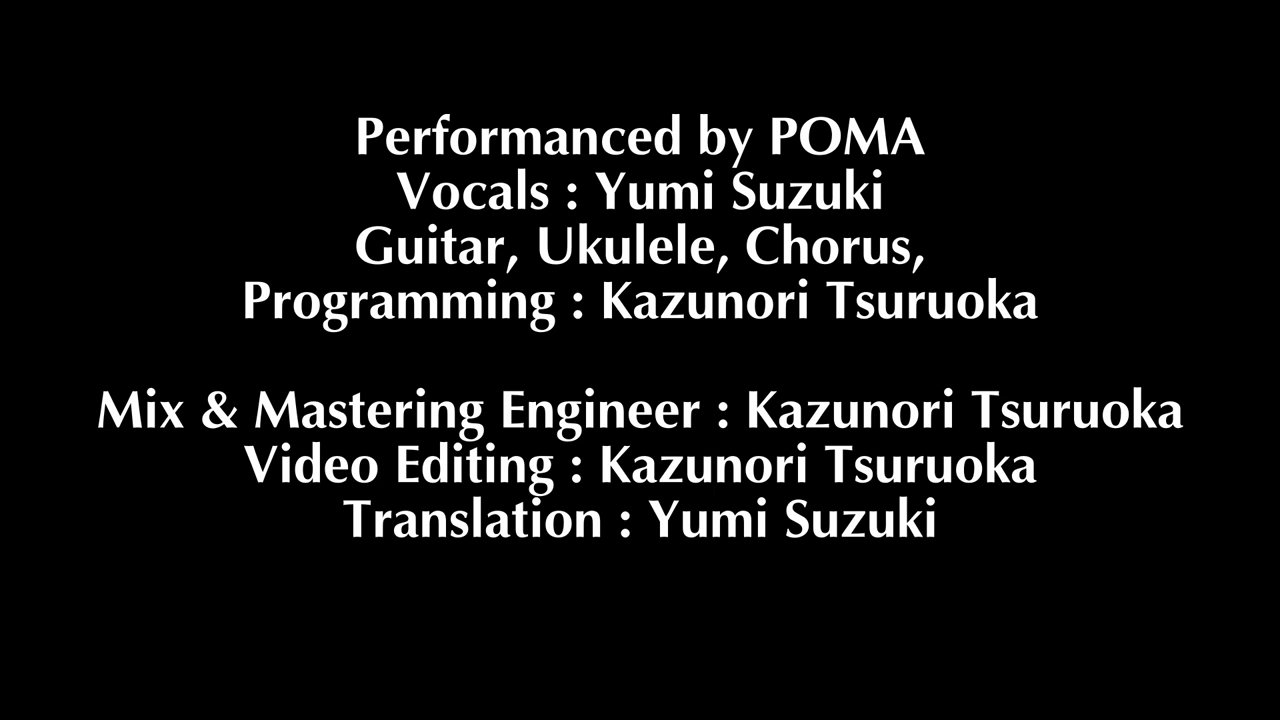 Performanced by POMA
Vocals : Yumi Suzuki
Guitar, Ukulele, Chorus,
Programming : Kazunori Tsuruoka
Mix & Mastering Engineer : Kazunori Tsuruoka
Video Editing : Kazunori Tsuruoka
Translation : Yumi Suzuki